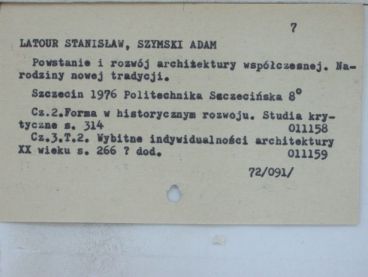 7
LATOUR STANISŁAW, SZYMSKI ADAM
Powstanie i rozwój architektury współczesnej. Na-
rodziny nowej tradycji.
Szczecin 1976 Politechnika Szczecińska 8°
Cz.2.Forma w historycznym rozwoju. Studia kry-
tyczne s. 314 011158
Cz.3.T.2. Wybitne indywidualności architektury
XX wieku s. 266 ? dod. 011159
72/091/